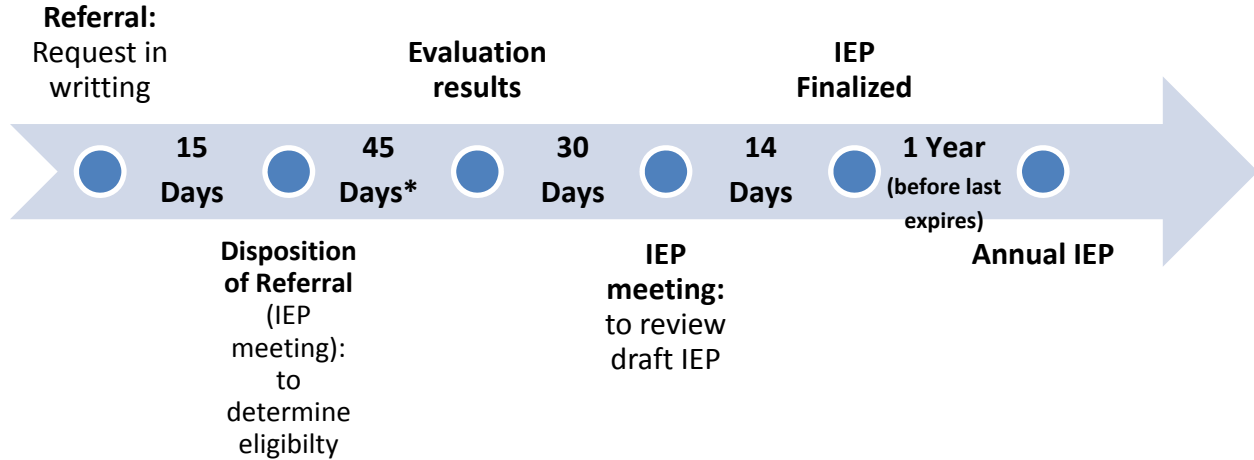 Referral:
Request in
writting
Evaluation
results
IEP
Finalized
15
Days
45
Days*
30
Days
14
Days
1 Year
(before last
expires)
Disposition
of Referral
(IEP
meeting):
to
determine
eligibilty
IEP
meeting:
to review
draft IEP
Annual IEP